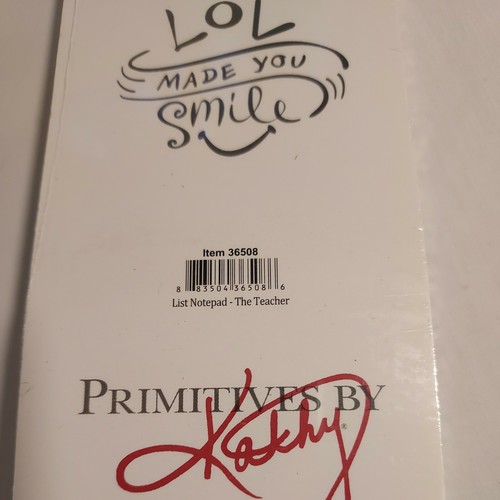 LOL
MADE YOU
Smile
Item 36508
8 83504 36508 6
List Notepad - The Teacher
PRIMITIVES BY
Kathy®